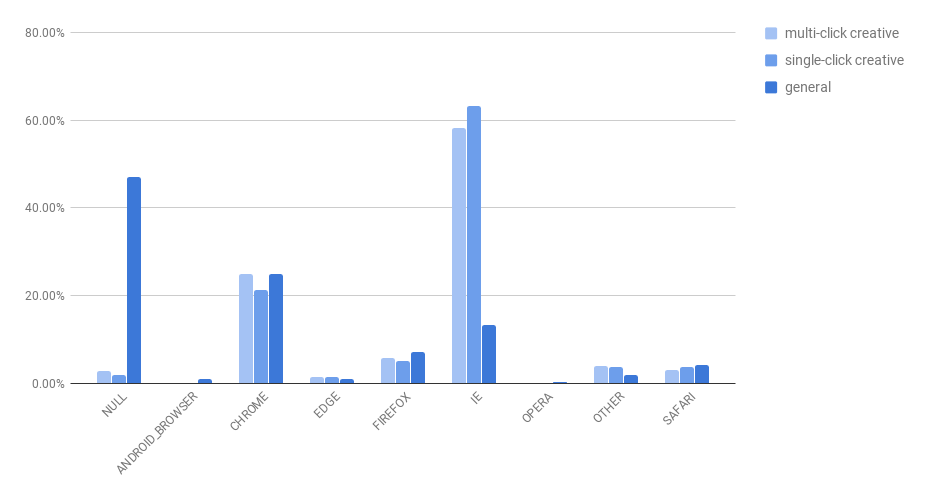 80.00%
60.00%
40.00%
20.00%
0.00%
NULL
ANDROID_BROWSER
CHROME
EDGE
FIREFOX
IE
OPERA
OTHER
SAFARI
multi-click creative
single-click creative
general